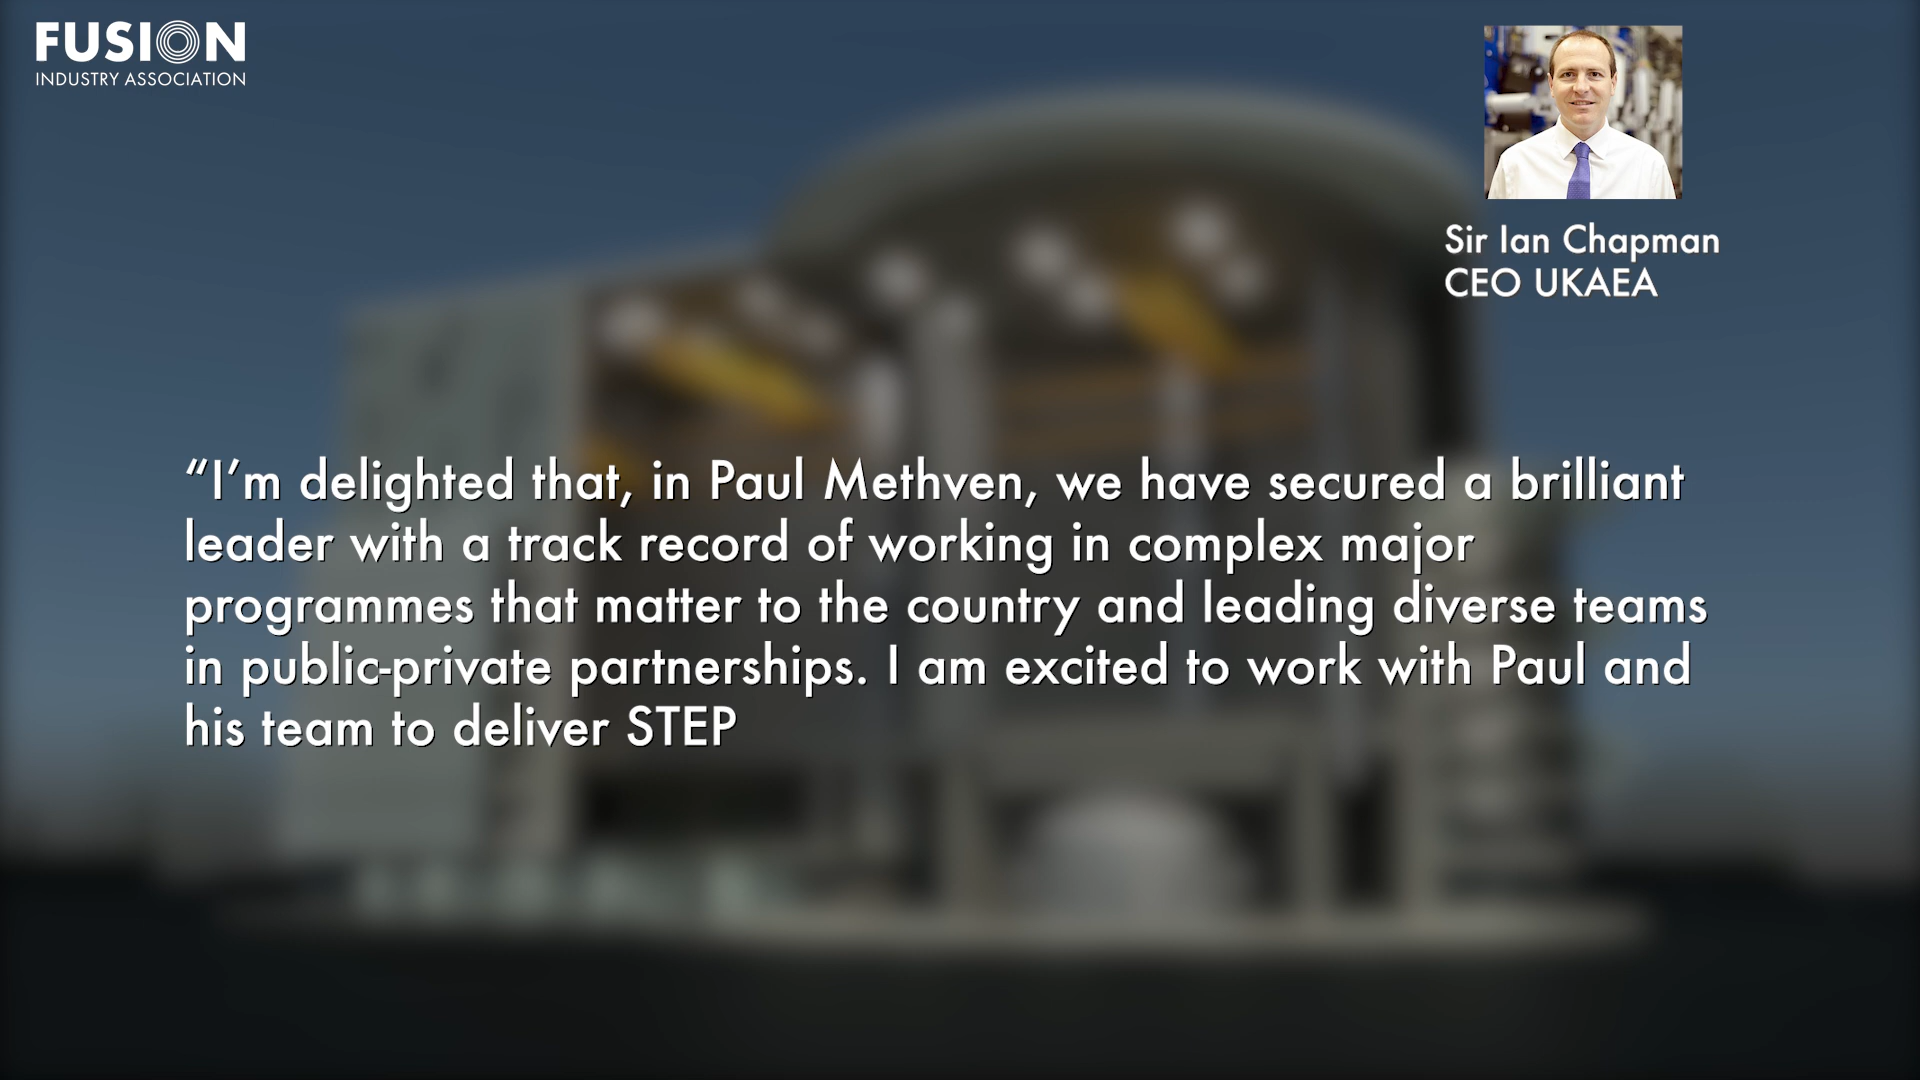 FUSION
INDUSTRY ASSOCIATION
Sir Ian Chapman
CEO UKAEA
“I’m delighted that, in Paul Methven, we have secured a brilliant
leader with a track record of working in complex major
programmes that matter to the country and leading diverse teams
in public-private partnerships. I am excited to work with Paul and
his team to deliver STEP